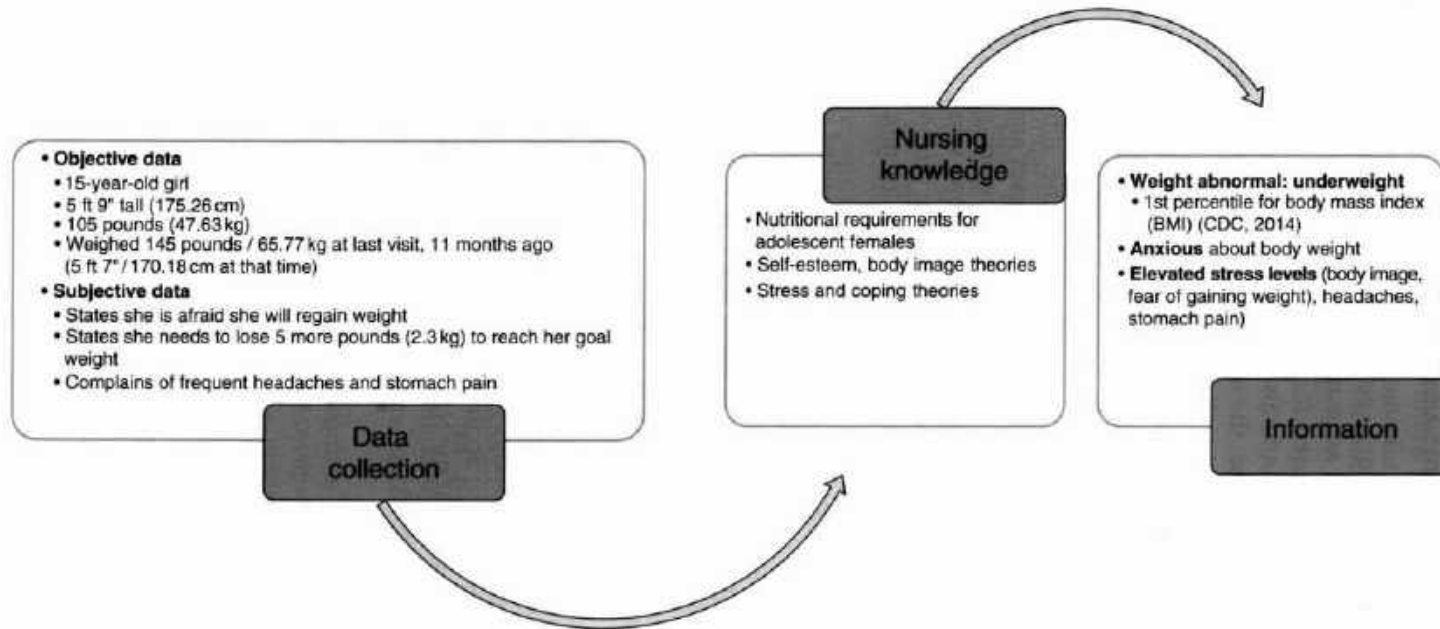 • Objective data
• 15-year-old girl
• 5 ft 9" tall (175.26 cm)
• 105 pounds (47.63 kg)
• Weighed 145 pounds / 65.77 kg at last visit, 11 months ago
(5 ft 7" / 170.18 cm at that time)
• Subjective data
• States she is afraid she will regain weight
• States she needs to lose 5 more pounds (2.3 kg) to reach her goal
weight
• Complains of frequent headaches and stomach pain
Data
collection
Nursing
knowledge
• Nutritional requirements for
adolescent females
• Self-esteem, body image theories
• Stress and coping theories
• Weight abnormal: underweight
• 1st percentile for body mass index
(BMI) (CDC, 2014)
• Anxious about body weight
• Elevated stress levels (body image,
fear of gaining weight), headaches,
stomach pain)
Information